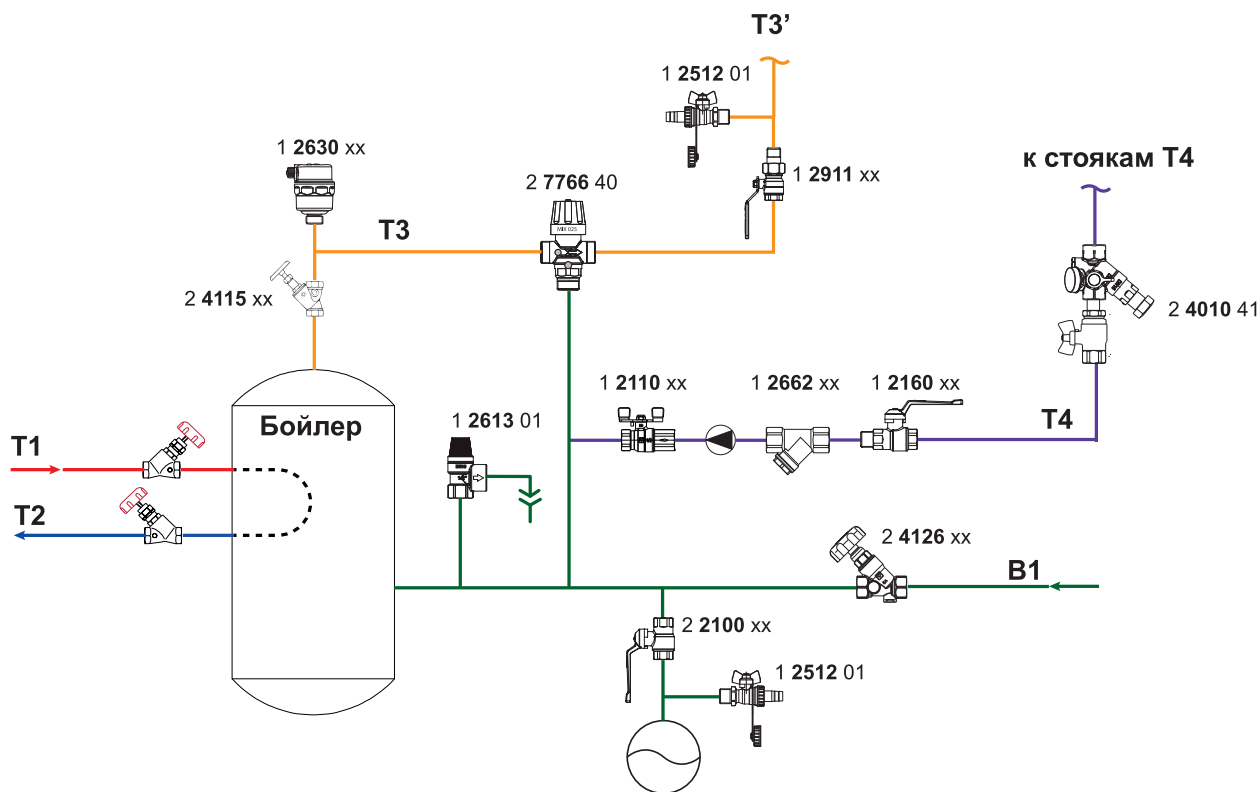 T3’
1 2512 01
1 2630 xx
2 7766 40
MIX 025
1 2911 xx
к стоякам T4
T3
2 4115 xx
2 4010 41
1 2110 xx
1 2662 xx
1 2160 xx
Бойлер
1 2613 01
T4
T1
T2
2 4126 xx
B1
2 2100 xx
1 2512 01